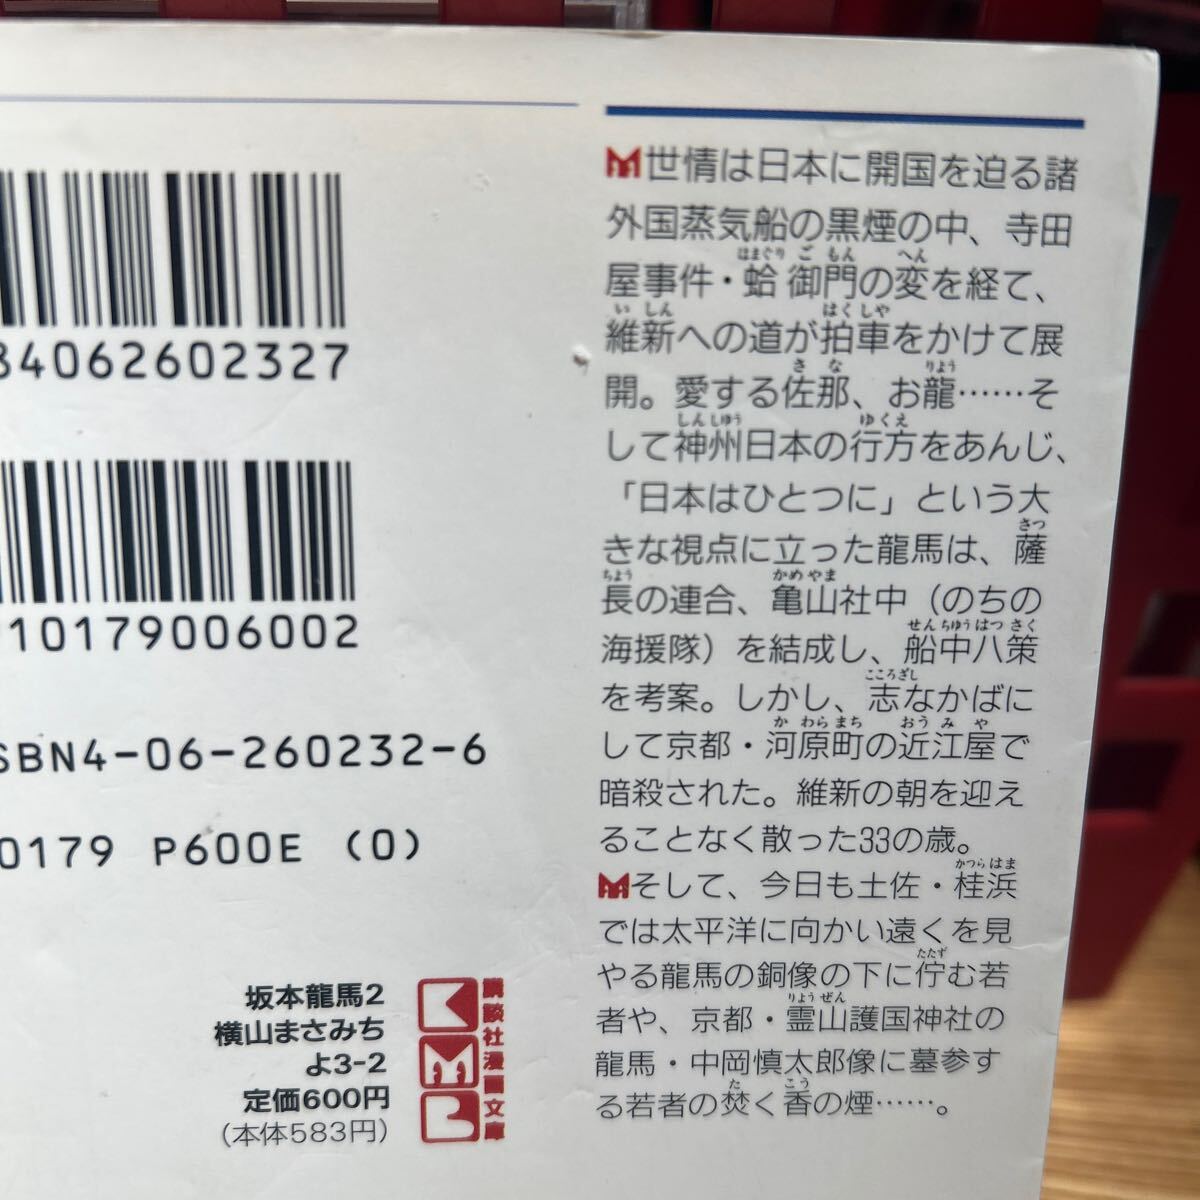 84062602327
10179006002
SBN4-06-260232-6
0179 P600E (0)
坂本龍馬2
横山まさみち
よ3-2
定価600円
(本体583円)
講談社漫画文庫
世情は日本に開国を迫る諸
外国蒸気船の黒煙の中、寺田
屋事件・蛤御門の変を経て、
維新への道が拍車をかけて展
開。愛する佐那、お龍……そ
して神州日本の行方をあんじ、
「日本はひとつに」という大
きな視点に立った龍馬は、薩
長の連合、亀山社中（のちの
海援隊）を結成し、船中八策
を考案。しかし、志なかばに
して京都・河原町の近江屋で
暗殺された。維新の朝を迎え
ることなく散った33の歳。
そして、今日も土佐・桂浜
では太平洋に向かい遠くを見
やる龍馬の銅像の下に佇む若
者や、京都・霊山護国神社の
龍馬・中岡慎太郎像に墓参す
る若者の焚く香の煙……。